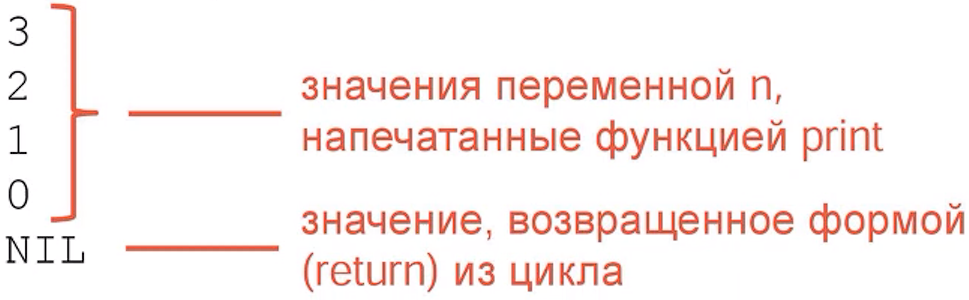 3
2
значения переменной n,
1
напечатанные функцией print
0
значение, возвращенное формой
NIL
(return) из цикла